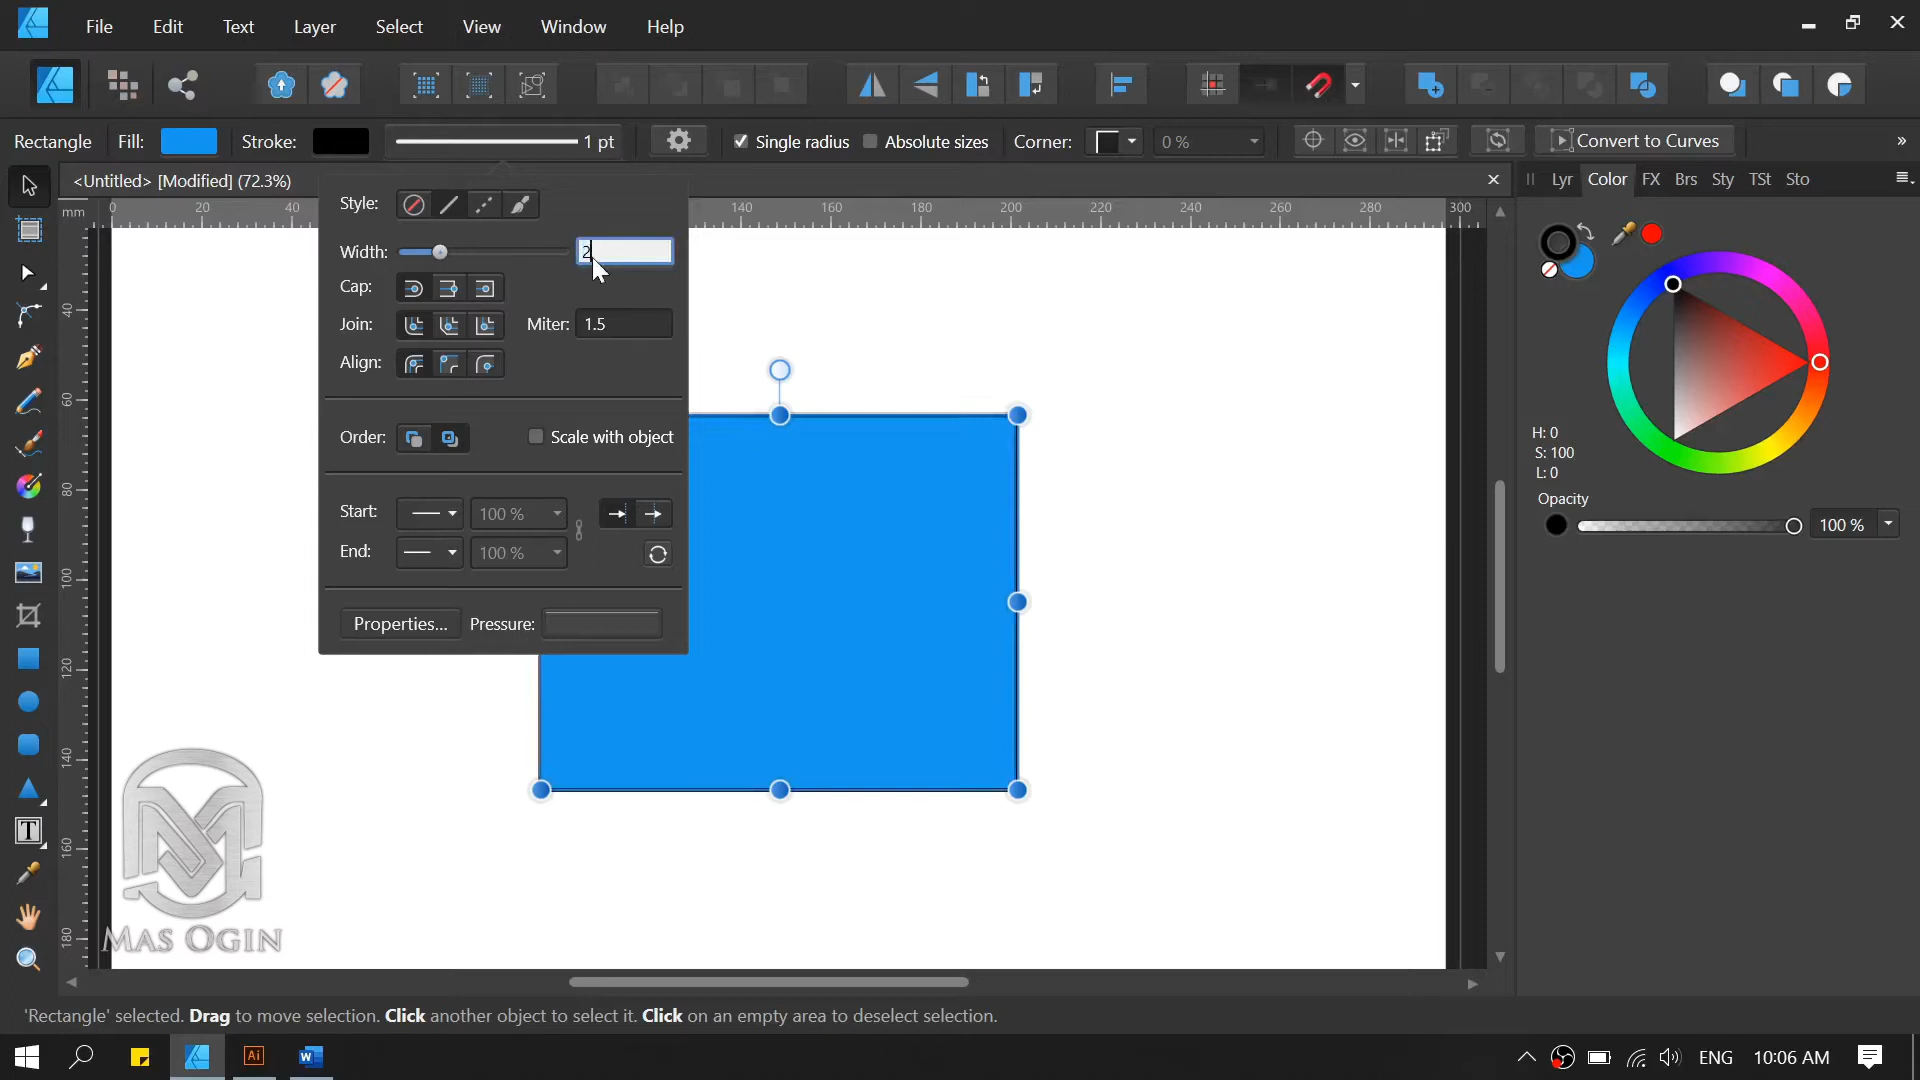 File Edit Text Layer Select View Window Help
Rectangle Fill: Stroke: 1 pt Single radius Absolute sizes Corner: 0 % Convert to Curves »
<Untitled> [Modified] (72.3%)
Lyr Color FX Brs Sty TSt Sto
mm 0 20 40 140 160 180 200 220 240 260 280 300
40
60
80
100
120
140
160
180
Style:
Width: 2
Cap:
Join: Miter: 1.5
Align:
Order: Scale with object
Start: 100 %
End: 100 %
Properties... Pressure:
H: 0
S: 100
L: 0
Opacity
100 %
T
MAS OGIN
'Rectangle' selected. Drag to move selection. Click another object to select it. Click on an empty area to deselect selection.
Ai W ENG 10:06 AM